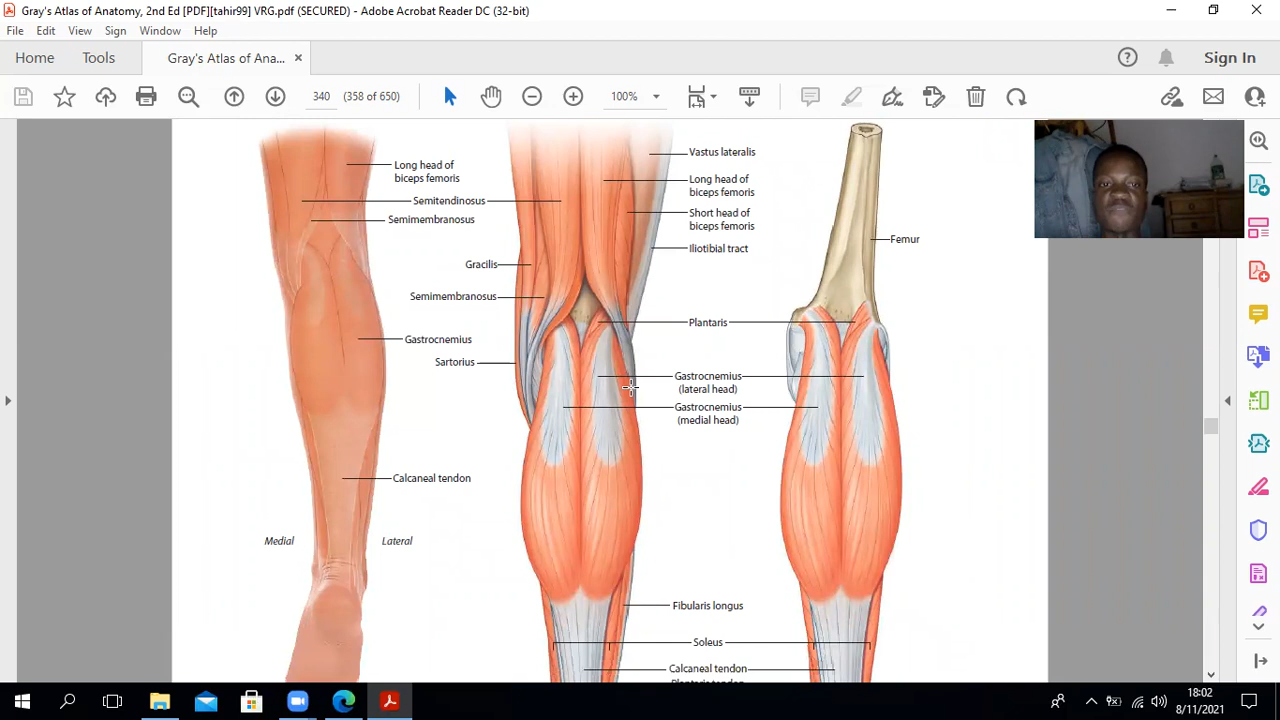 Gray's Atlas of Anatomy, 2nd Ed [PDF][tahir99] VRG.pdf (SECURED) - Adobe Acrobat Reader DC (32-bit)
File Edit View Sign Window Help
Home Tools Gray's Atlas of Ana... Sign In
340 (358 of 650) 100%
Long head of
biceps femoris
Semitendinosus
Semimembranosus
Gastrocnemius
Calcaneal tendon
Medial
Lateral
Gracilis
Semimembranosus
Sartorius
Vastus lateralis
Long head of
biceps femoris
Short head of
biceps femoris
Iliotibial tract
Femur
Plantaris
Gastrocnemius
(lateral head)
Gastrocnemius
(medial head)
Fibularis longus
Soleus
Calcaneal tendon
18:02
8/11/2021